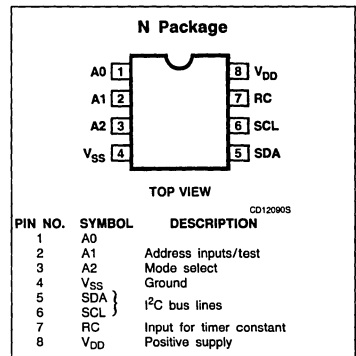 N Package
A0 1 8 VDD
A1 2 7 RC
A2 3 6 SCL
VSS 4 5 SDA
TOP VIEW
CD12090S
PIN NO. SYMBOL DESCRIPTION
1 A0
2 A1 Address inputs/test
3 A2 Mode select
4 VSS Ground
5 SDA } I2C bus lines
6 SCL
7 RC Input for timer constant
8 VDD Positive supply